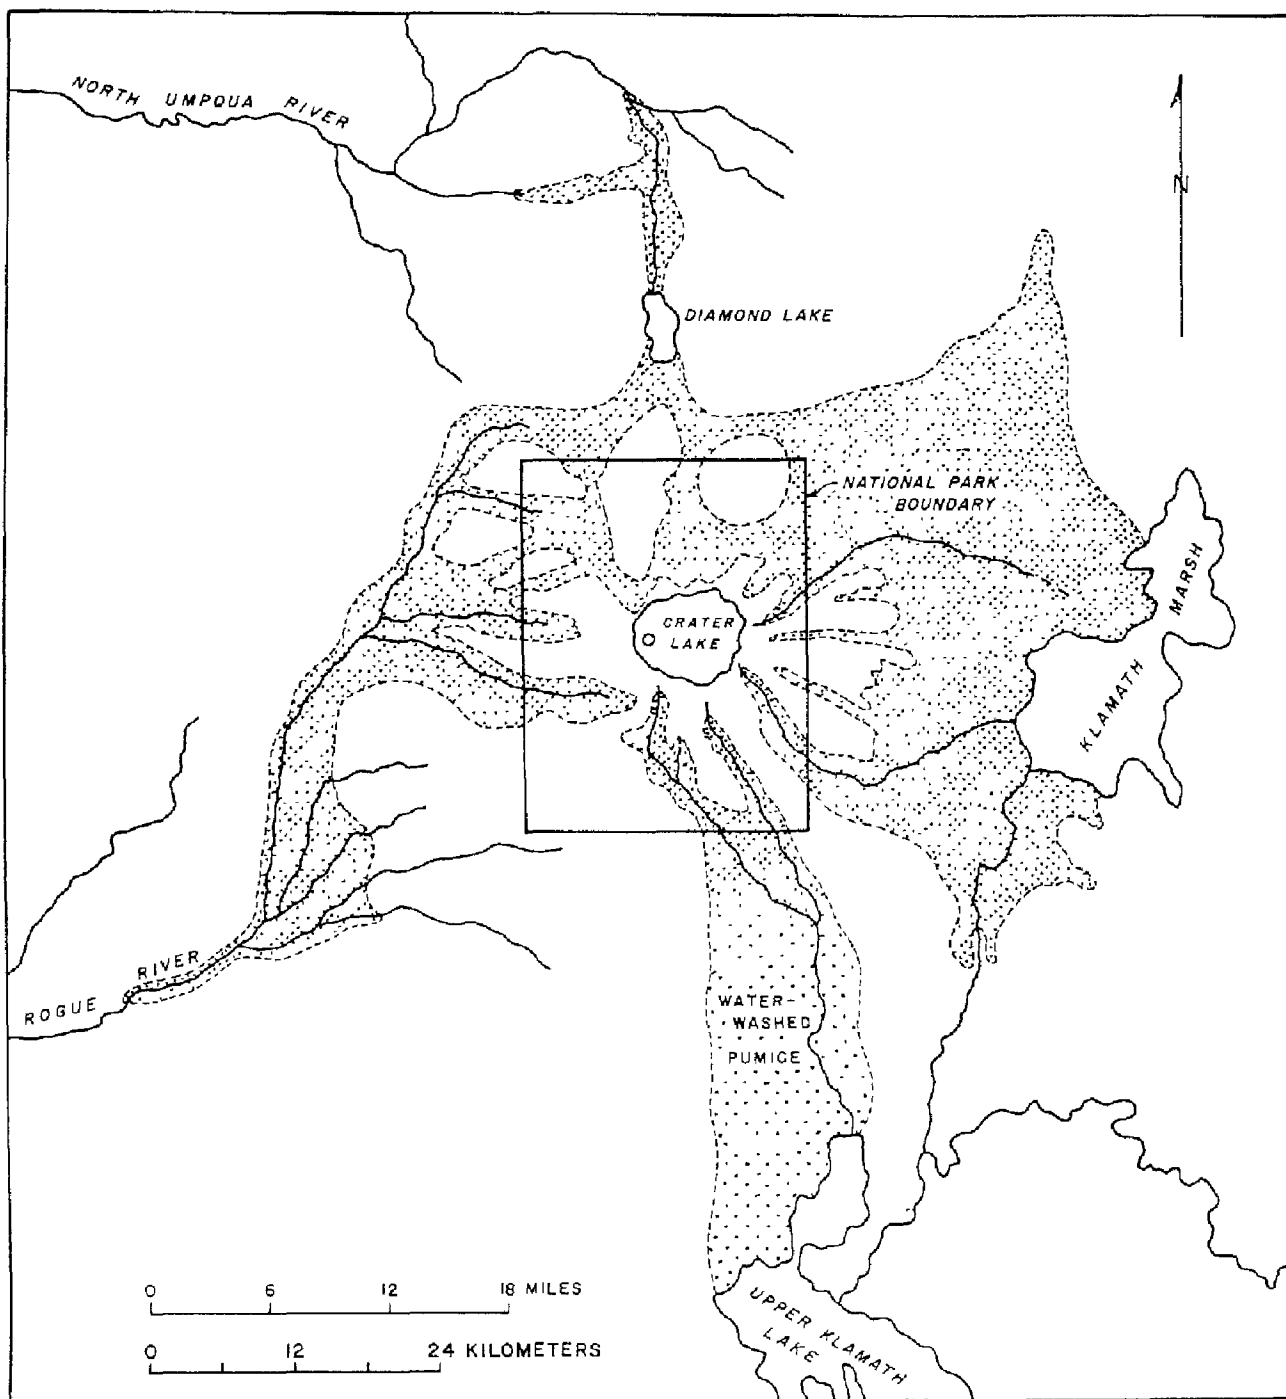 NORTH UMPQUA RIVER
N
DIAMOND LAKE
NATIONAL PARK
BOUNDARY
CRATER
LAKE
KLAMATH MARSH
ROGUE RIVER
WATER-
WASHED
PUMICE
UPPER KLAMATH
LAKE
0 6 12 18 MILES
0 12 24 KILOMETERS